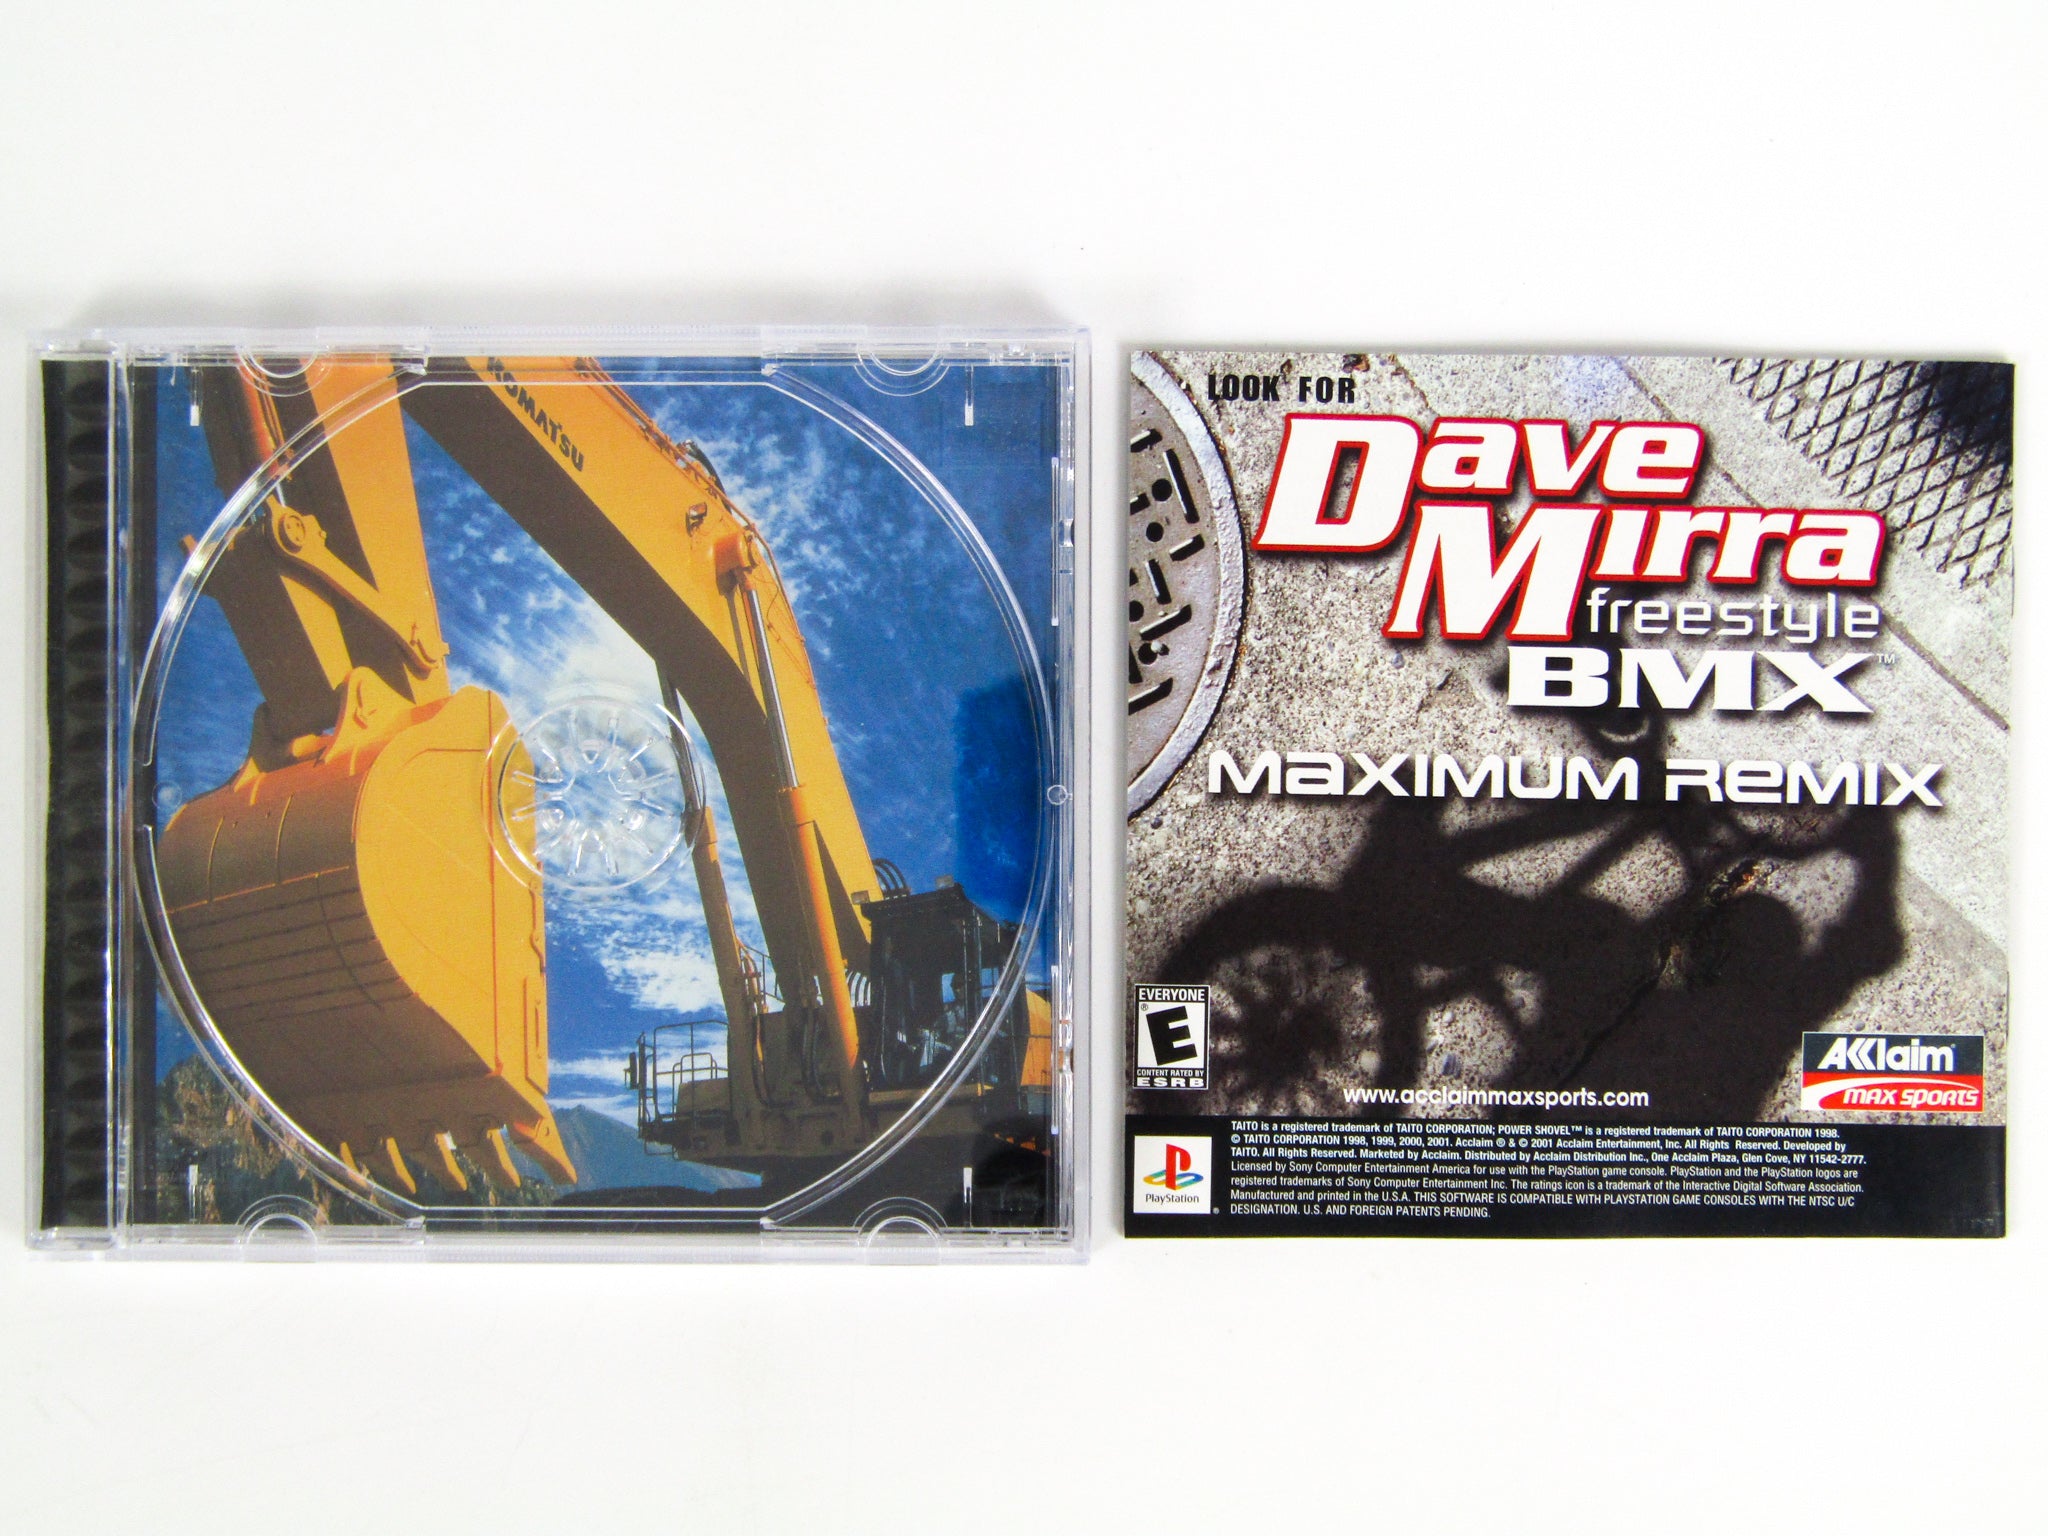 KOMATSU
LOOK FOR
Dave
Mirra
freestyle
BMX™
MAXIMUM REMIX
EVERYONE
E
®
CONTENT RATED BY
ESRB
www.acclaimmaxsports.com
AKklaim
MAX SPORTS
PlayStation
®
TAITO is a registered trademark of TAITO CORPORATION; POWER SHOVEL™ is a registered trademark of TAITO CORPORATION 1998.
© TAITO CORPORATION 1998, 1999, 2000, 2001. Acclaim ® & © 2001 Acclaim Entertainment, Inc. All Rights Reserved. Developed by
TAITO. All Rights Reserved. Marketed by Acclaim. Distributed by Acclaim Distribution Inc., One Acclaim Plaza, Glen Cove, NY 11542-2777.
Licensed by Sony Computer Entertainment America for use with the PlayStation game console. PlayStation and the PlayStation logos are
registered trademarks of Sony Computer Entertainment Inc. The ratings icon is a trademark of the Interactive Digital Software Association.
Manufactured and printed in the U.S.A. THIS SOFTWARE IS COMPATIBLE WITH PLAYSTATION GAME CONSOLES WITH THE NTSC U/C
DESIGNATION. U.S. AND FOREIGN PATENTS PENDING.